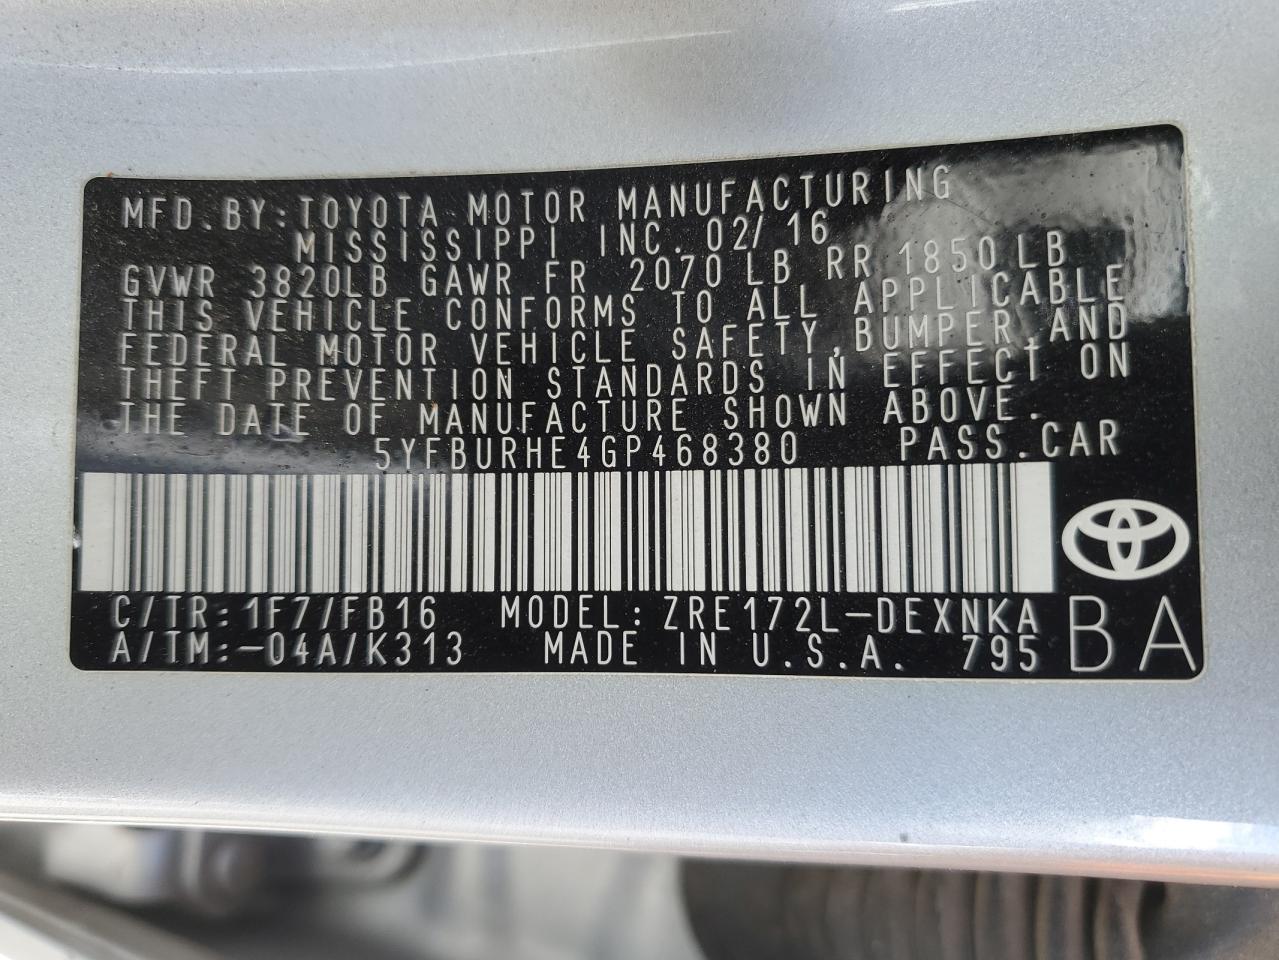 MFD.BY:TOYOTA MOTOR MANUFACTURING
MISSISSIPPI INC. 02/16
GVWR 3820LB GAWR FR 2070 LB RR 1850 LB
THIS VEHICLE CONFORMS TO ALL APPLICABLE
FEDERAL MOTOR VEHICLE SAFETY,BUMPER,AND
THEFT PREVENTION STANDARDS IN EFFECT ON
THE DATE OF MANUFACTURE SHOWN ABOVE.
5YFBURHE4GP468380 PASS.CAR
C/TR:1F7/FB16 MODEL:ZRE172L-DEXNKA
A/TM:-04A/K313 MADE IN U.S.A. 795
BA